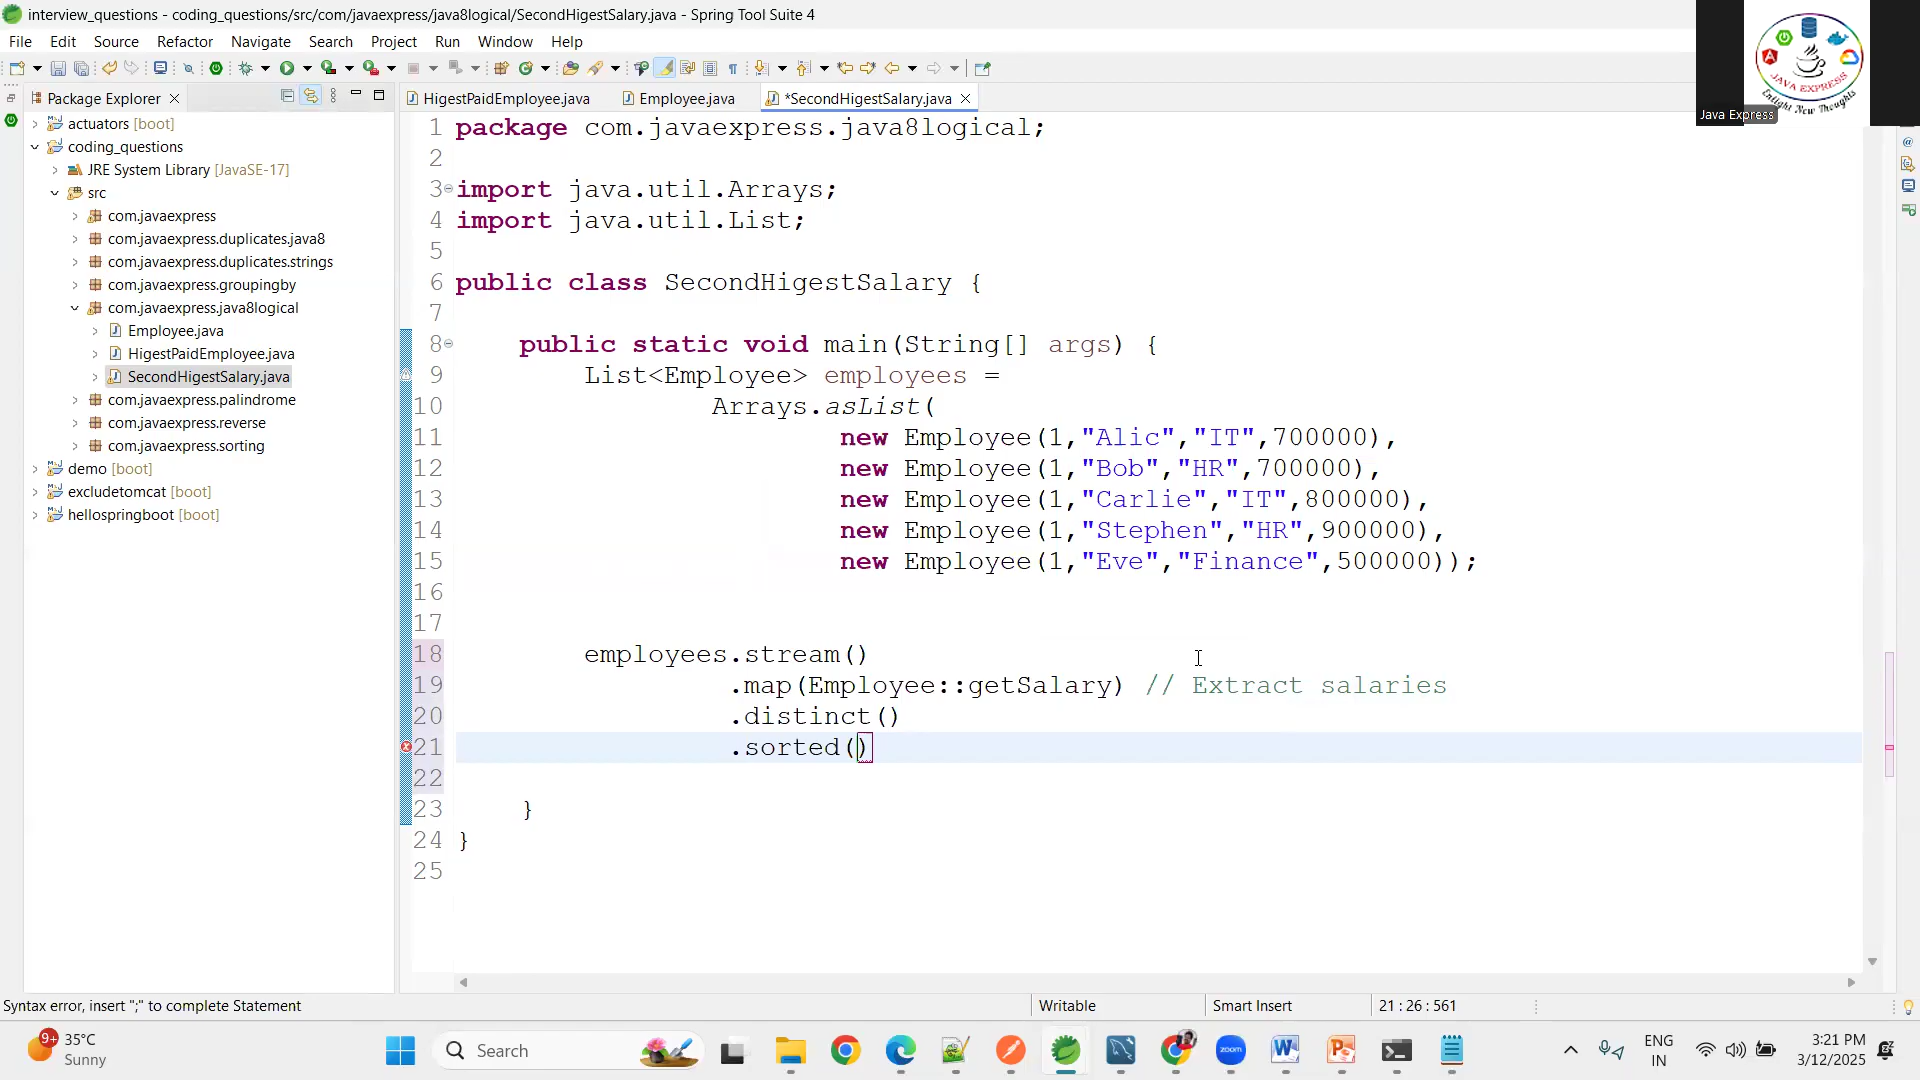 interview_questions - coding_questions/src/com/javaexpress/java8logical/SecondHigestSalary.java - Spring Tool Suite 4
File Edit Source Refactor Navigate Search Project Run Window Help
JAVA EXPRESS
Enlight New Thoughts
Java Express
Package Explorer
HigestPaidEmployee.java
Employee.java
*SecondHigestSalary.java
actuators [boot]
coding_questions
JRE System Library [JavaSE-17]
src
com.javaexpress
com.javaexpress.duplicates.java8
com.javaexpress.duplicates.strings
com.javaexpress.groupingby
com.javaexpress.java8logical
Employee.java
HigestPaidEmployee.java
SecondHigestSalary.java
com.javaexpress.palindrome
com.javaexpress.reverse
com.javaexpress.sorting
demo [boot]
excludetomcat [boot]
hellospringboot [boot]
1 package com.javaexpress.java8logical;
2
3 import java.util.Arrays;
4 import java.util.List;
5
6 public class SecondHigestSalary {
7
8 public static void main(String[] args) {
9 List<Employee> employees =
10 Arrays.asList(
11 new Employee(1,"Alic","IT",700000),
12 new Employee(1,"Bob","HR",700000),
13 new Employee(1,"Carlie","IT",800000),
14 new Employee(1,"Stephen","HR",900000),
15 new Employee(1,"Eve","Finance",500000));
16
17
18 employees.stream()
19 .map(Employee::getSalary) // Extract salaries
20 .distinct()
21 .sorted()
22
23 }
24 }
25
Syntax error, insert ";" to complete Statement
Writable
Smart Insert
21 : 26 : 561
9+
35°C
Sunny
Search
zoom
ENG
IN
3:21 PM
3/12/2025